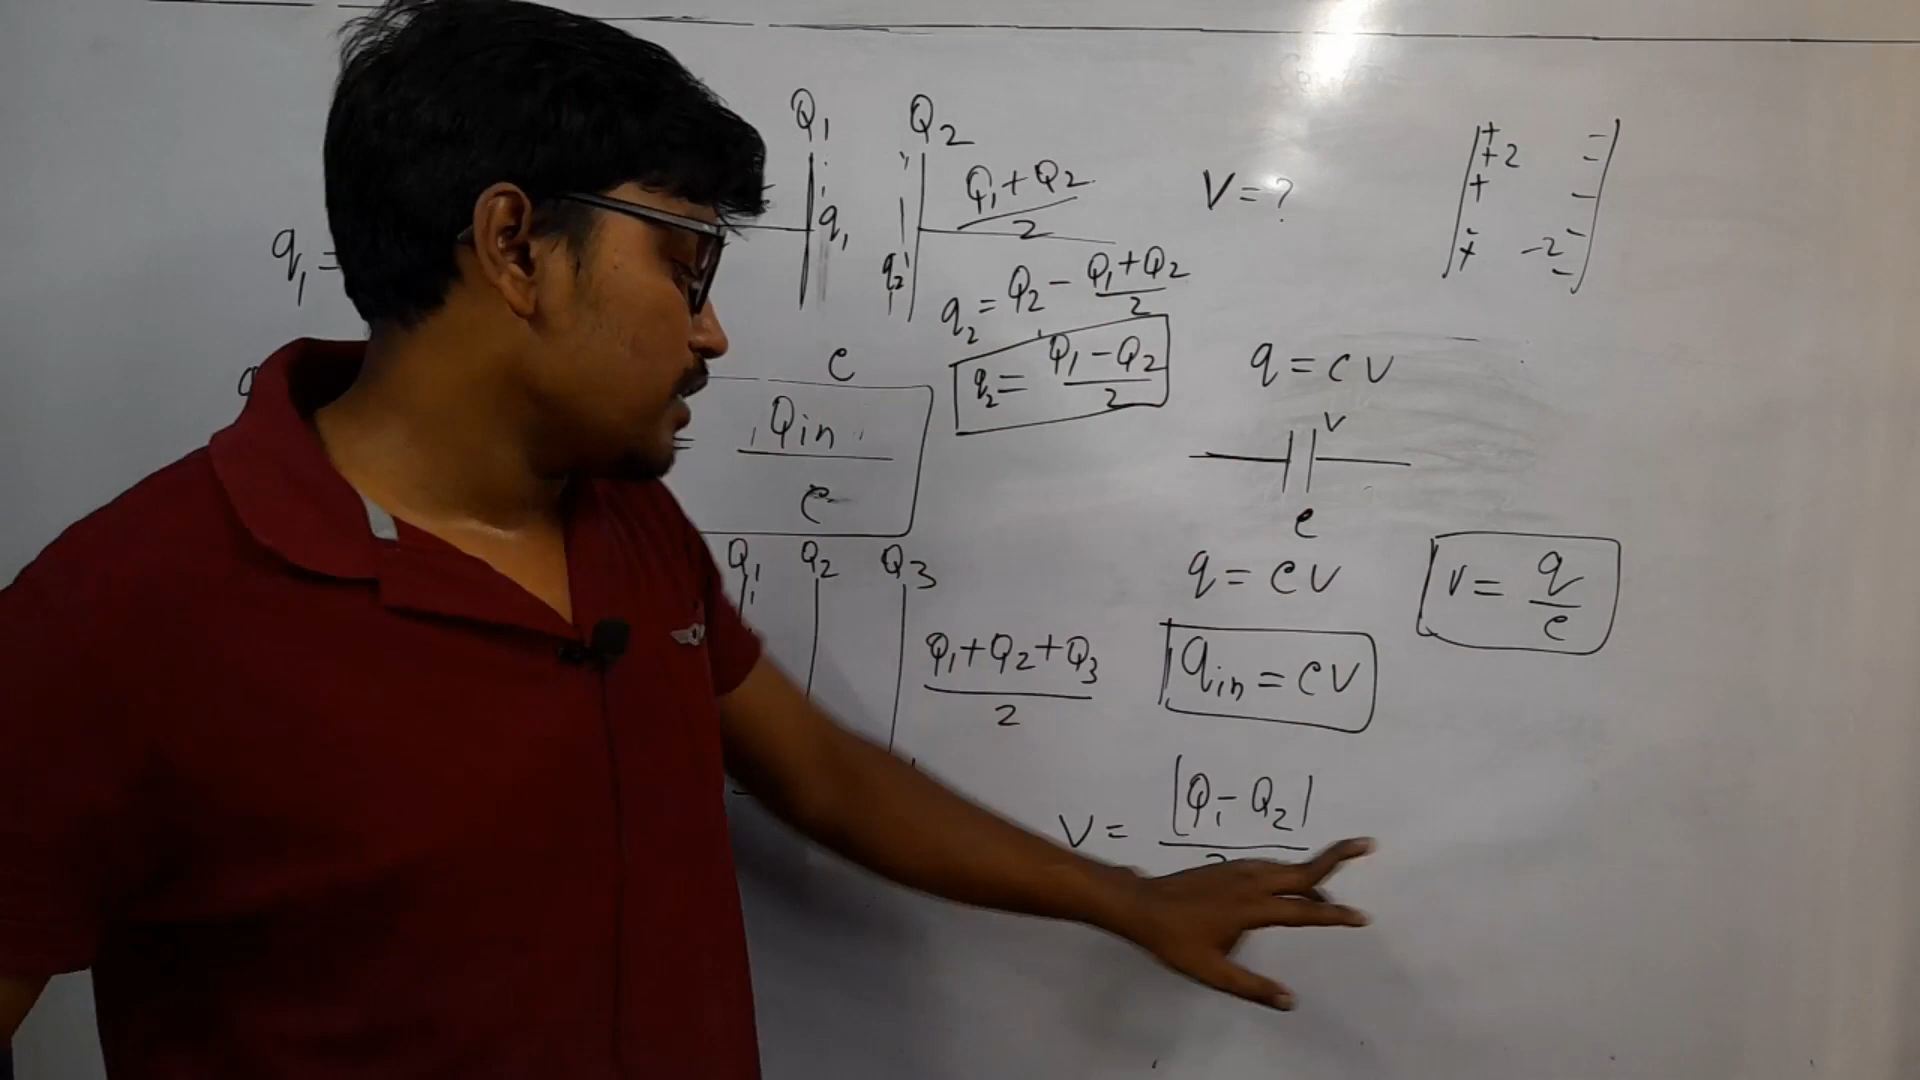 Q1 Q2
q1
q2
Q1+Q2/2
V=?
+ -
+2 -
+ -
+ -2 -
q1=
q2 = Q2 - Q1+Q2/2
q2 = Q1-Q2/2
c
= Qin/c
q = cv
v
c
q = cv
v = q/c
Q1 Q2 Q3
Q1+Q2+Q3/2
qin = cv
V = |Q1-Q2|/2